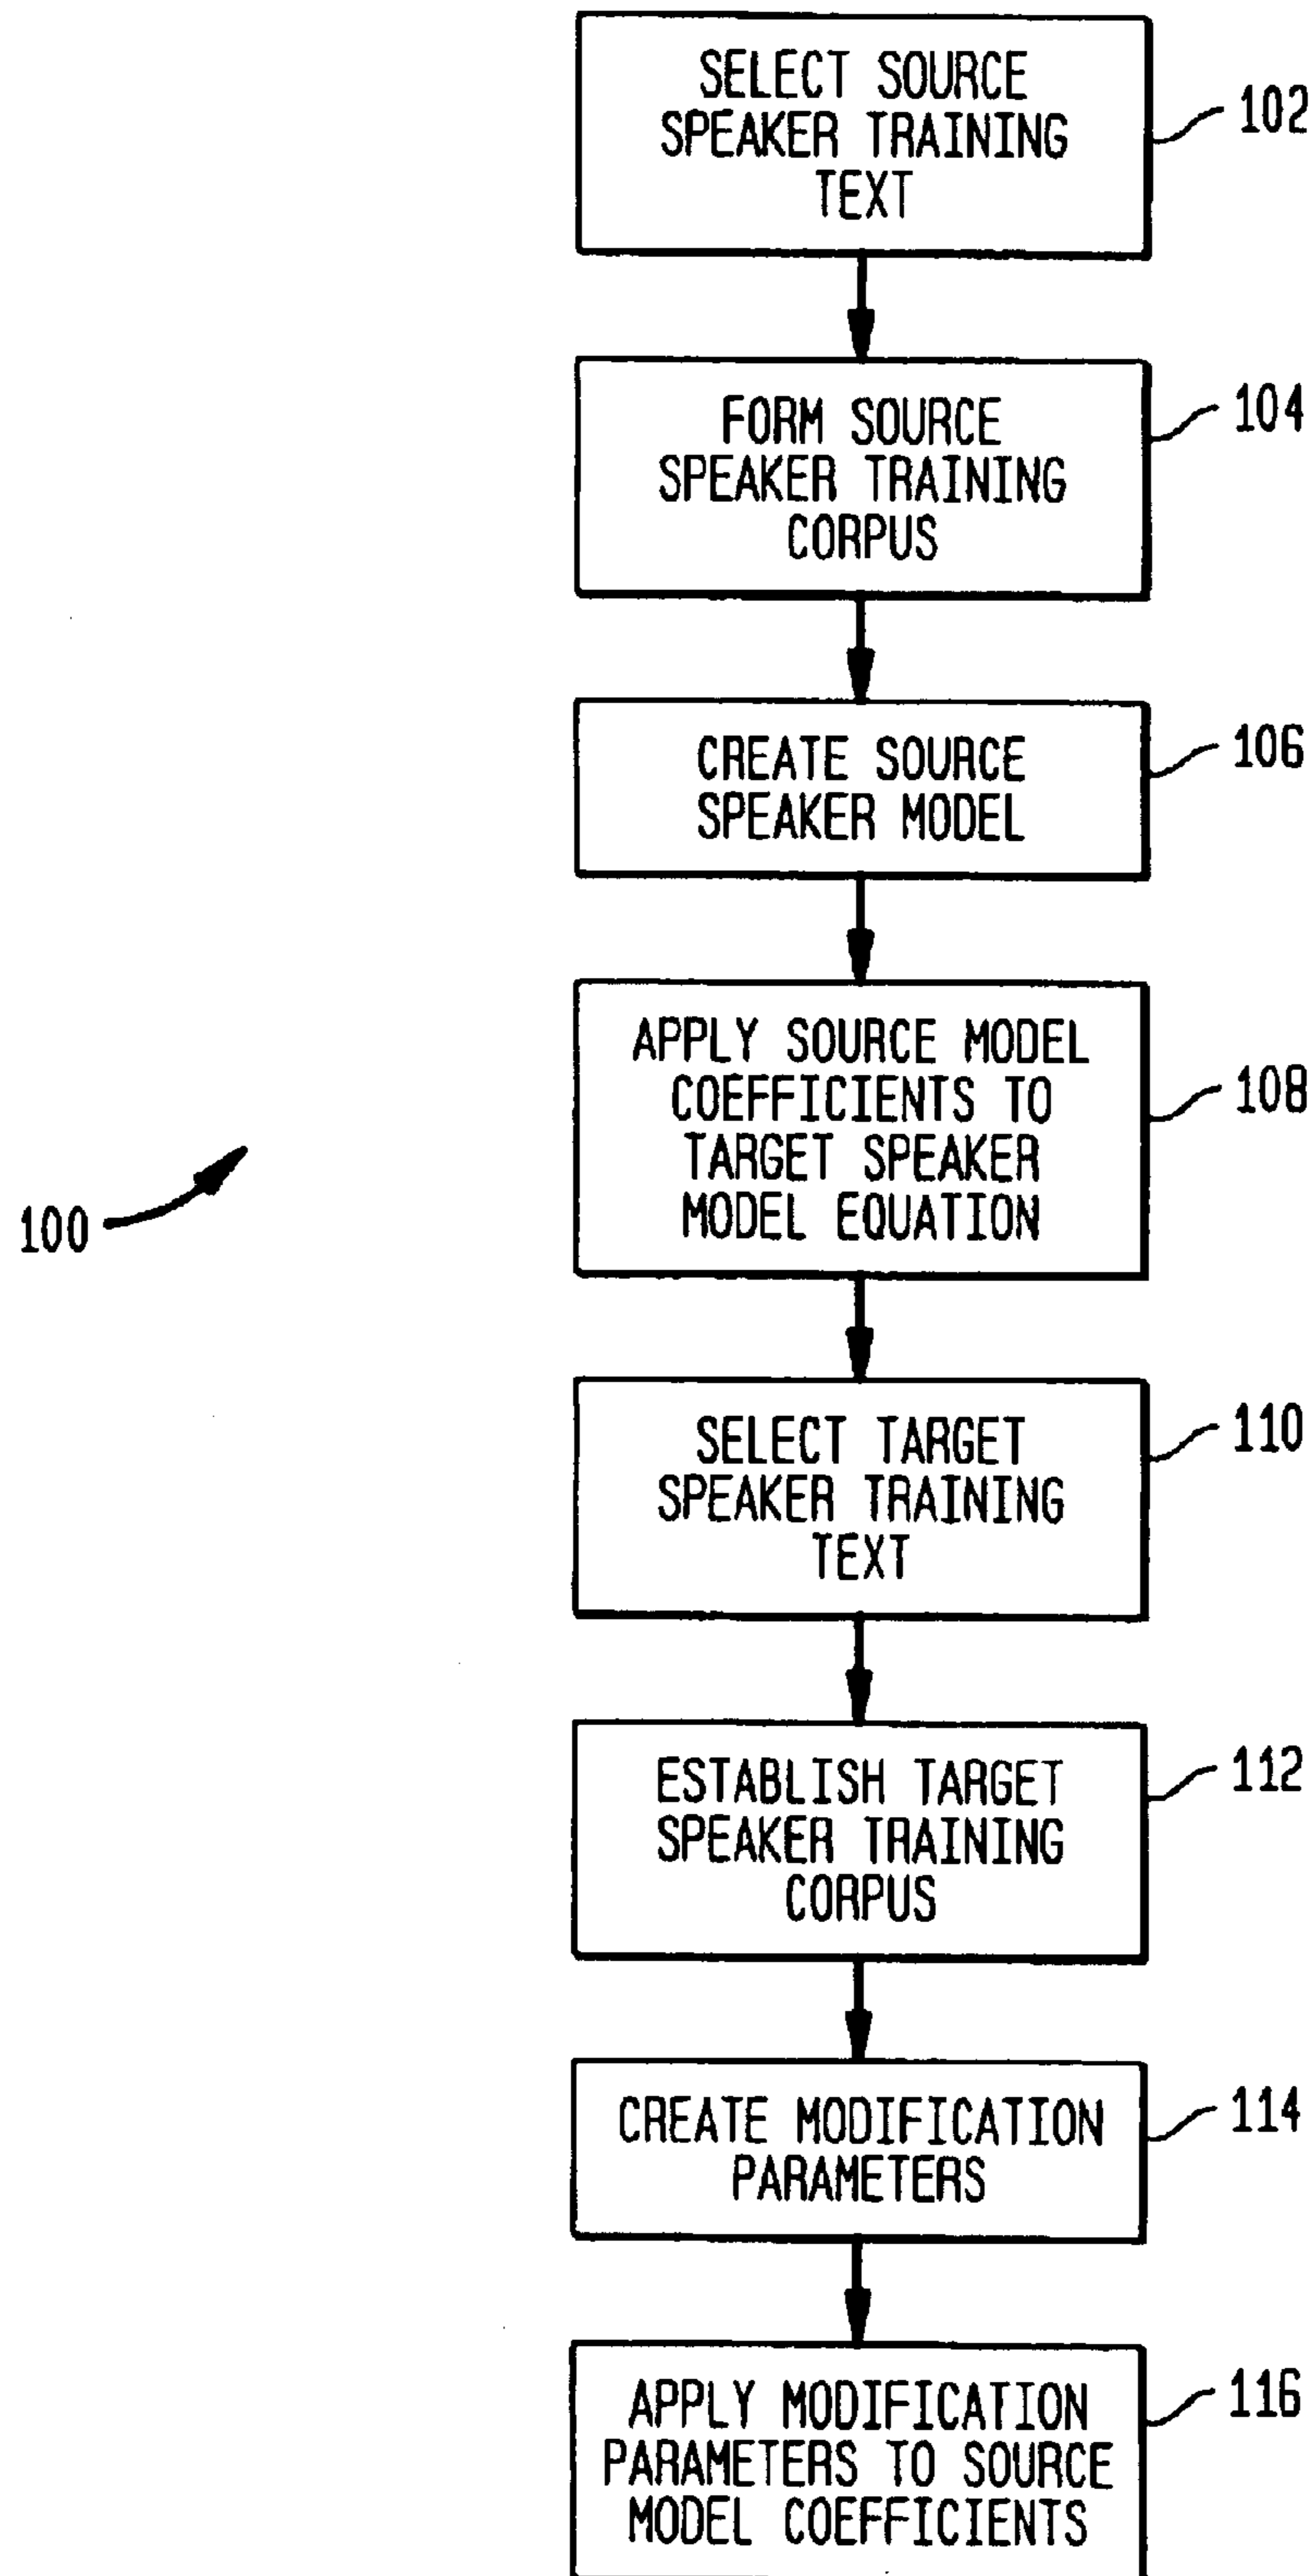 SELECT SOURCE
SPEAKER TRAINING
TEXT
102
FORM SOURCE
SPEAKER TRAINING
CORPUS
104
CREATE SOURCE
SPEAKER MODEL
106
APPLY SOURCE MODEL
COEFFICIENTS TO
TARGET SPEAKER
MODEL EQUATION
108
100
SELECT TARGET
SPEAKER TRAINING
TEXT
110
ESTABLISH TARGET
SPEAKER TRAINING
CORPUS
112
CREATE MODIFICATION
PARAMETERS
114
APPLY MODIFICATION
PARAMETERS TO SOURCE
MODEL COEFFICIENTS
116